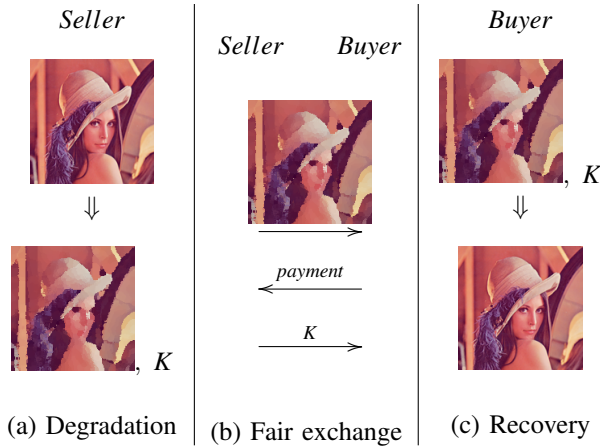 Seller
, K
(a) Degradation
Seller Buyer
payment
K
(b) Fair exchange
Buyer
, K
(c) Recovery